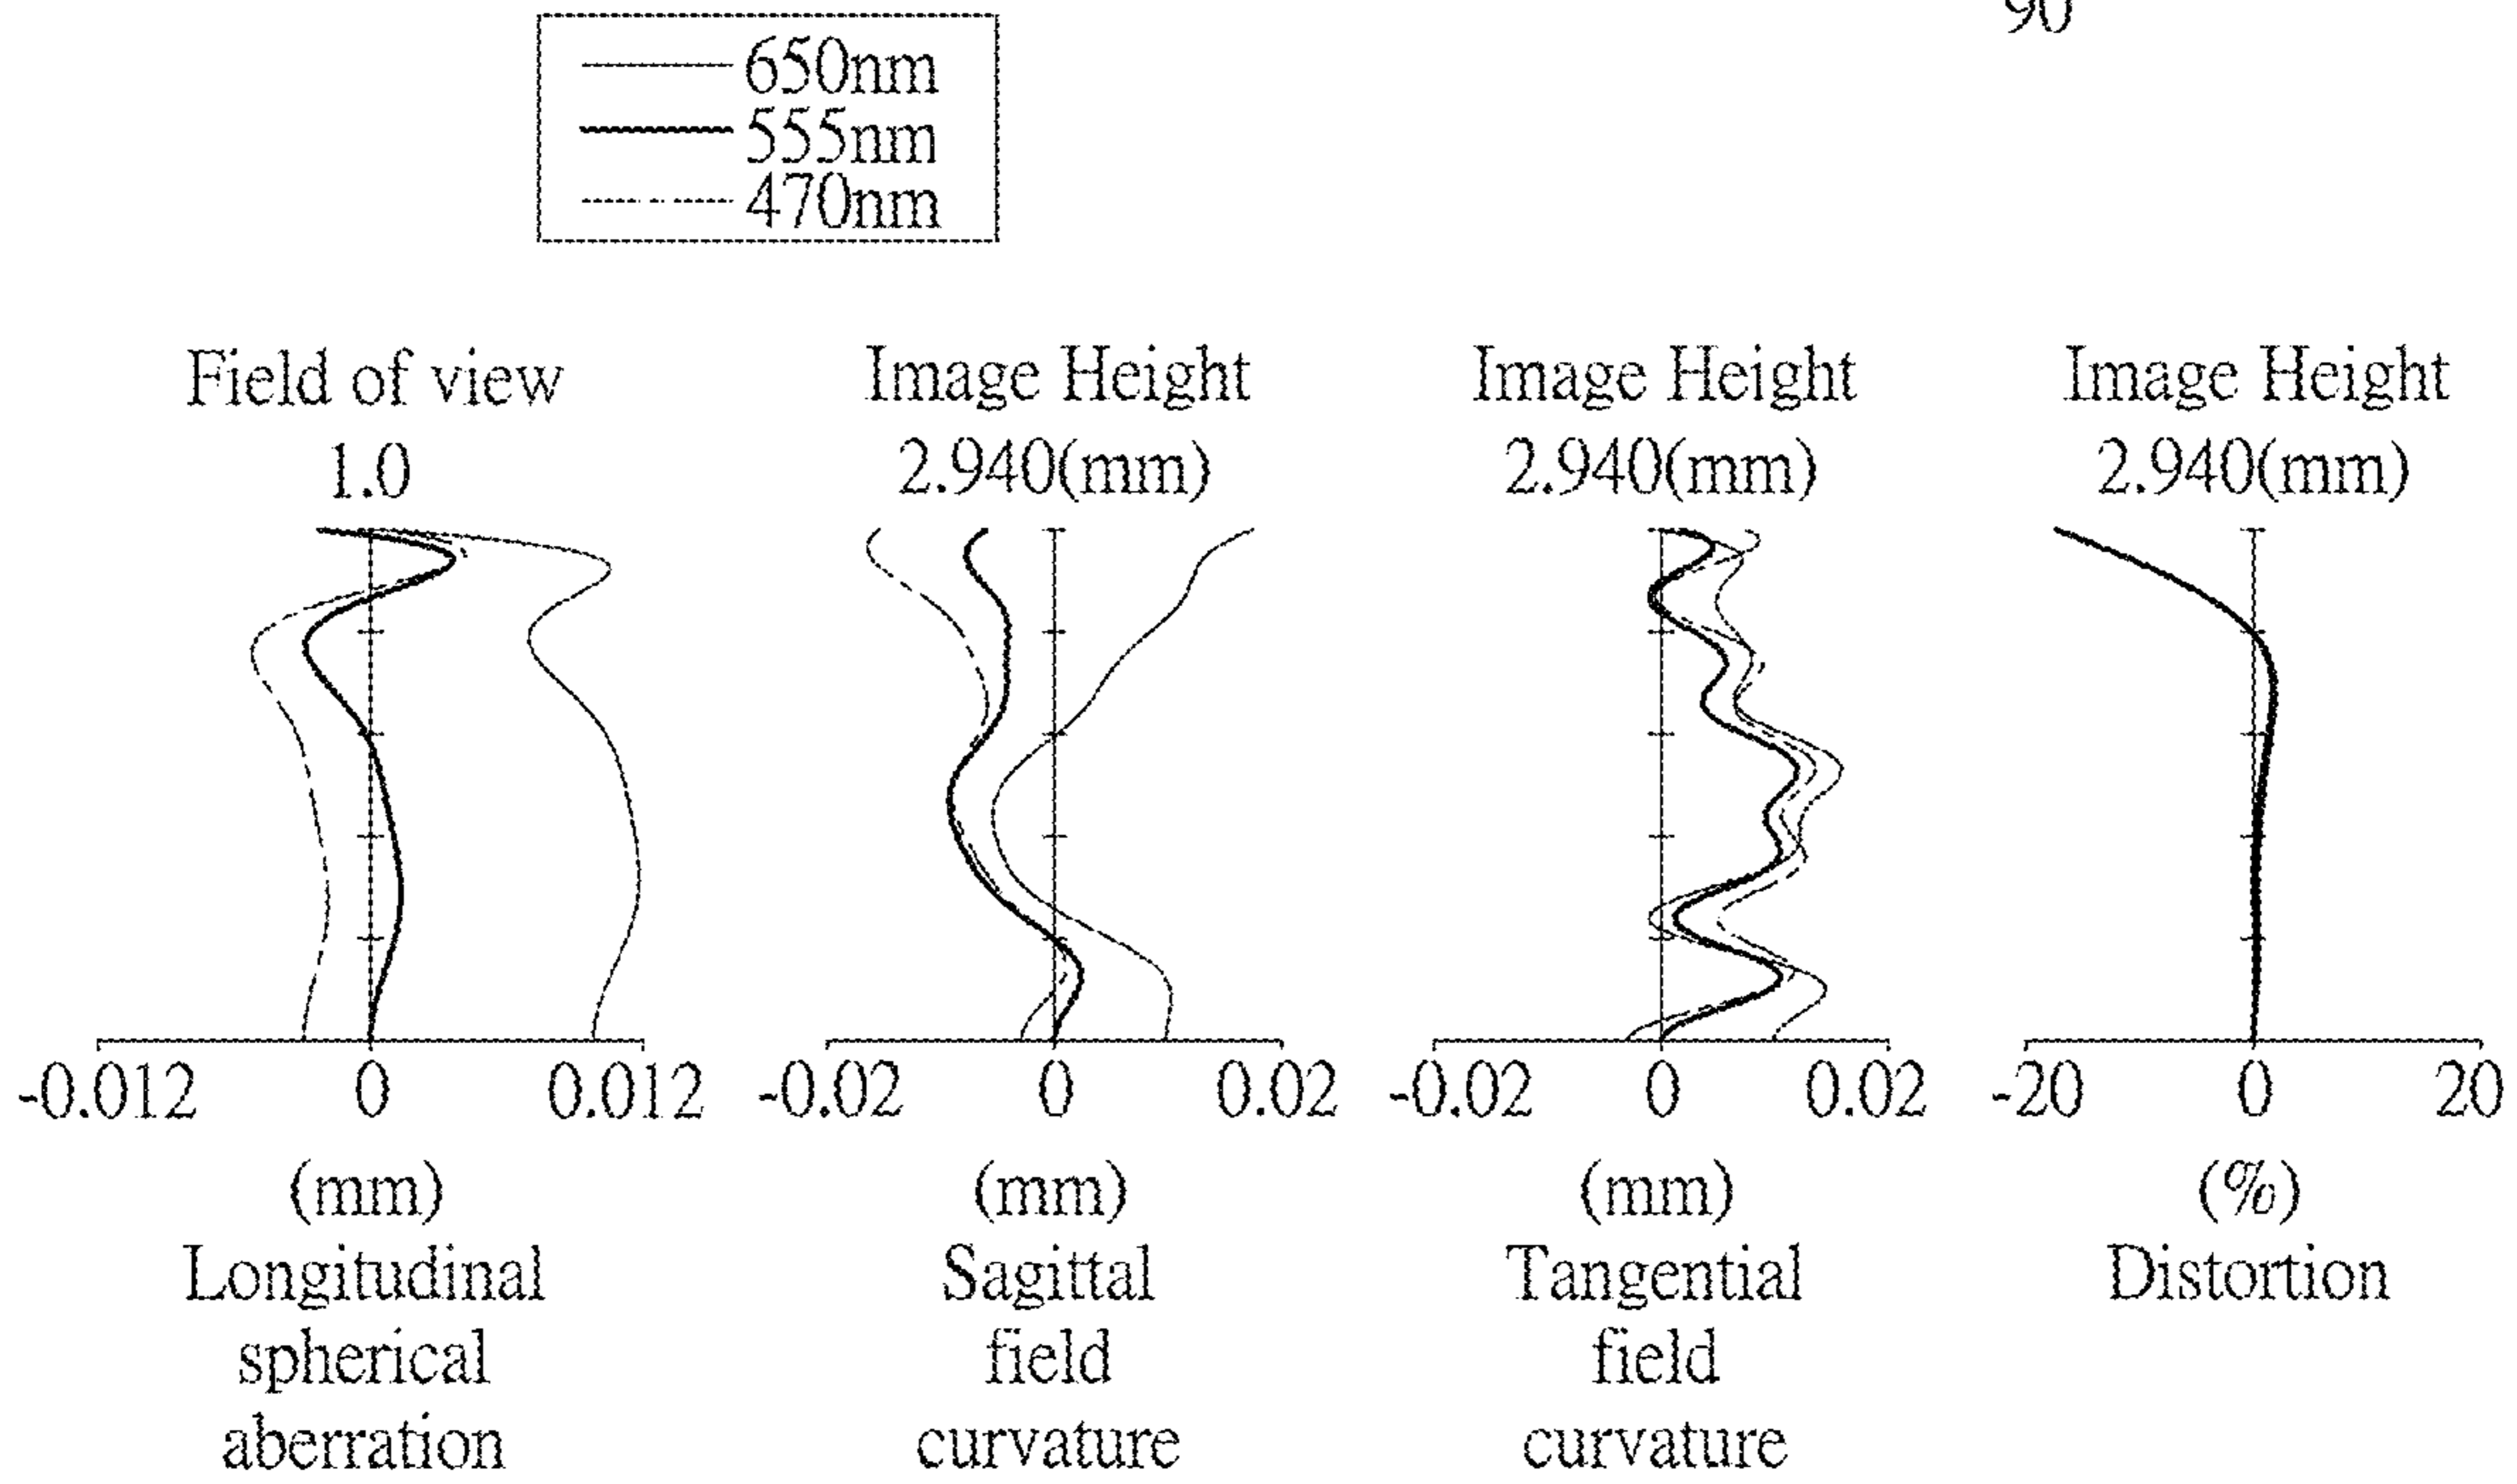 90
650nm
555nm
470nm
Field of view
1.0
-0.012 0 0.012
(mm)
Longitudinal
spherical
aberration
Image Height
2.940(mm)
-0.02 0 0.02
(mm)
Sagittal
field
curvature
Image Height
2.940(mm)
-0.02 0 0.02
(mm)
Tangential
field
curvature
Image Height
2.940(mm)
-20 0 20
(%)
Distortion